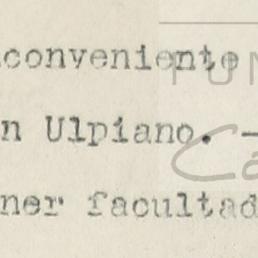 conveniente
n Ulpiano. —
ner facultad